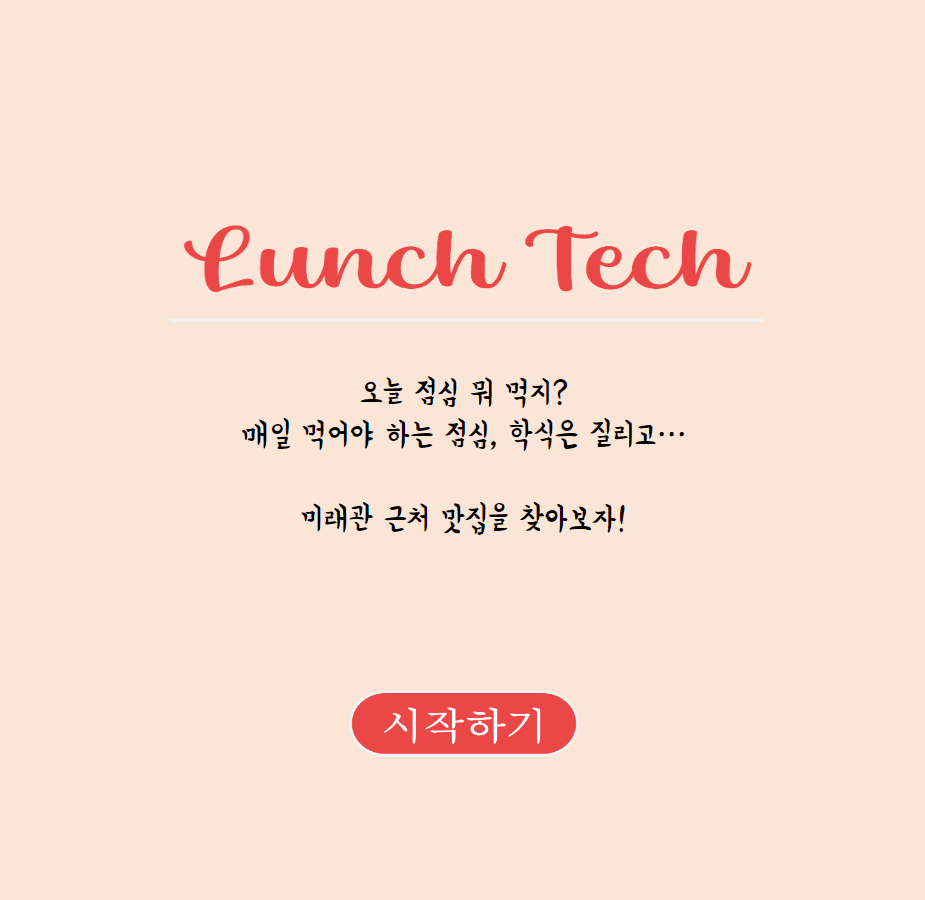 Lunch Tech
오늘 점심 뭐 먹지?
매일 먹어야 하는 점심, 학식은 질리고…
미래관 근처 맛집을 찾아보자!
시작하기